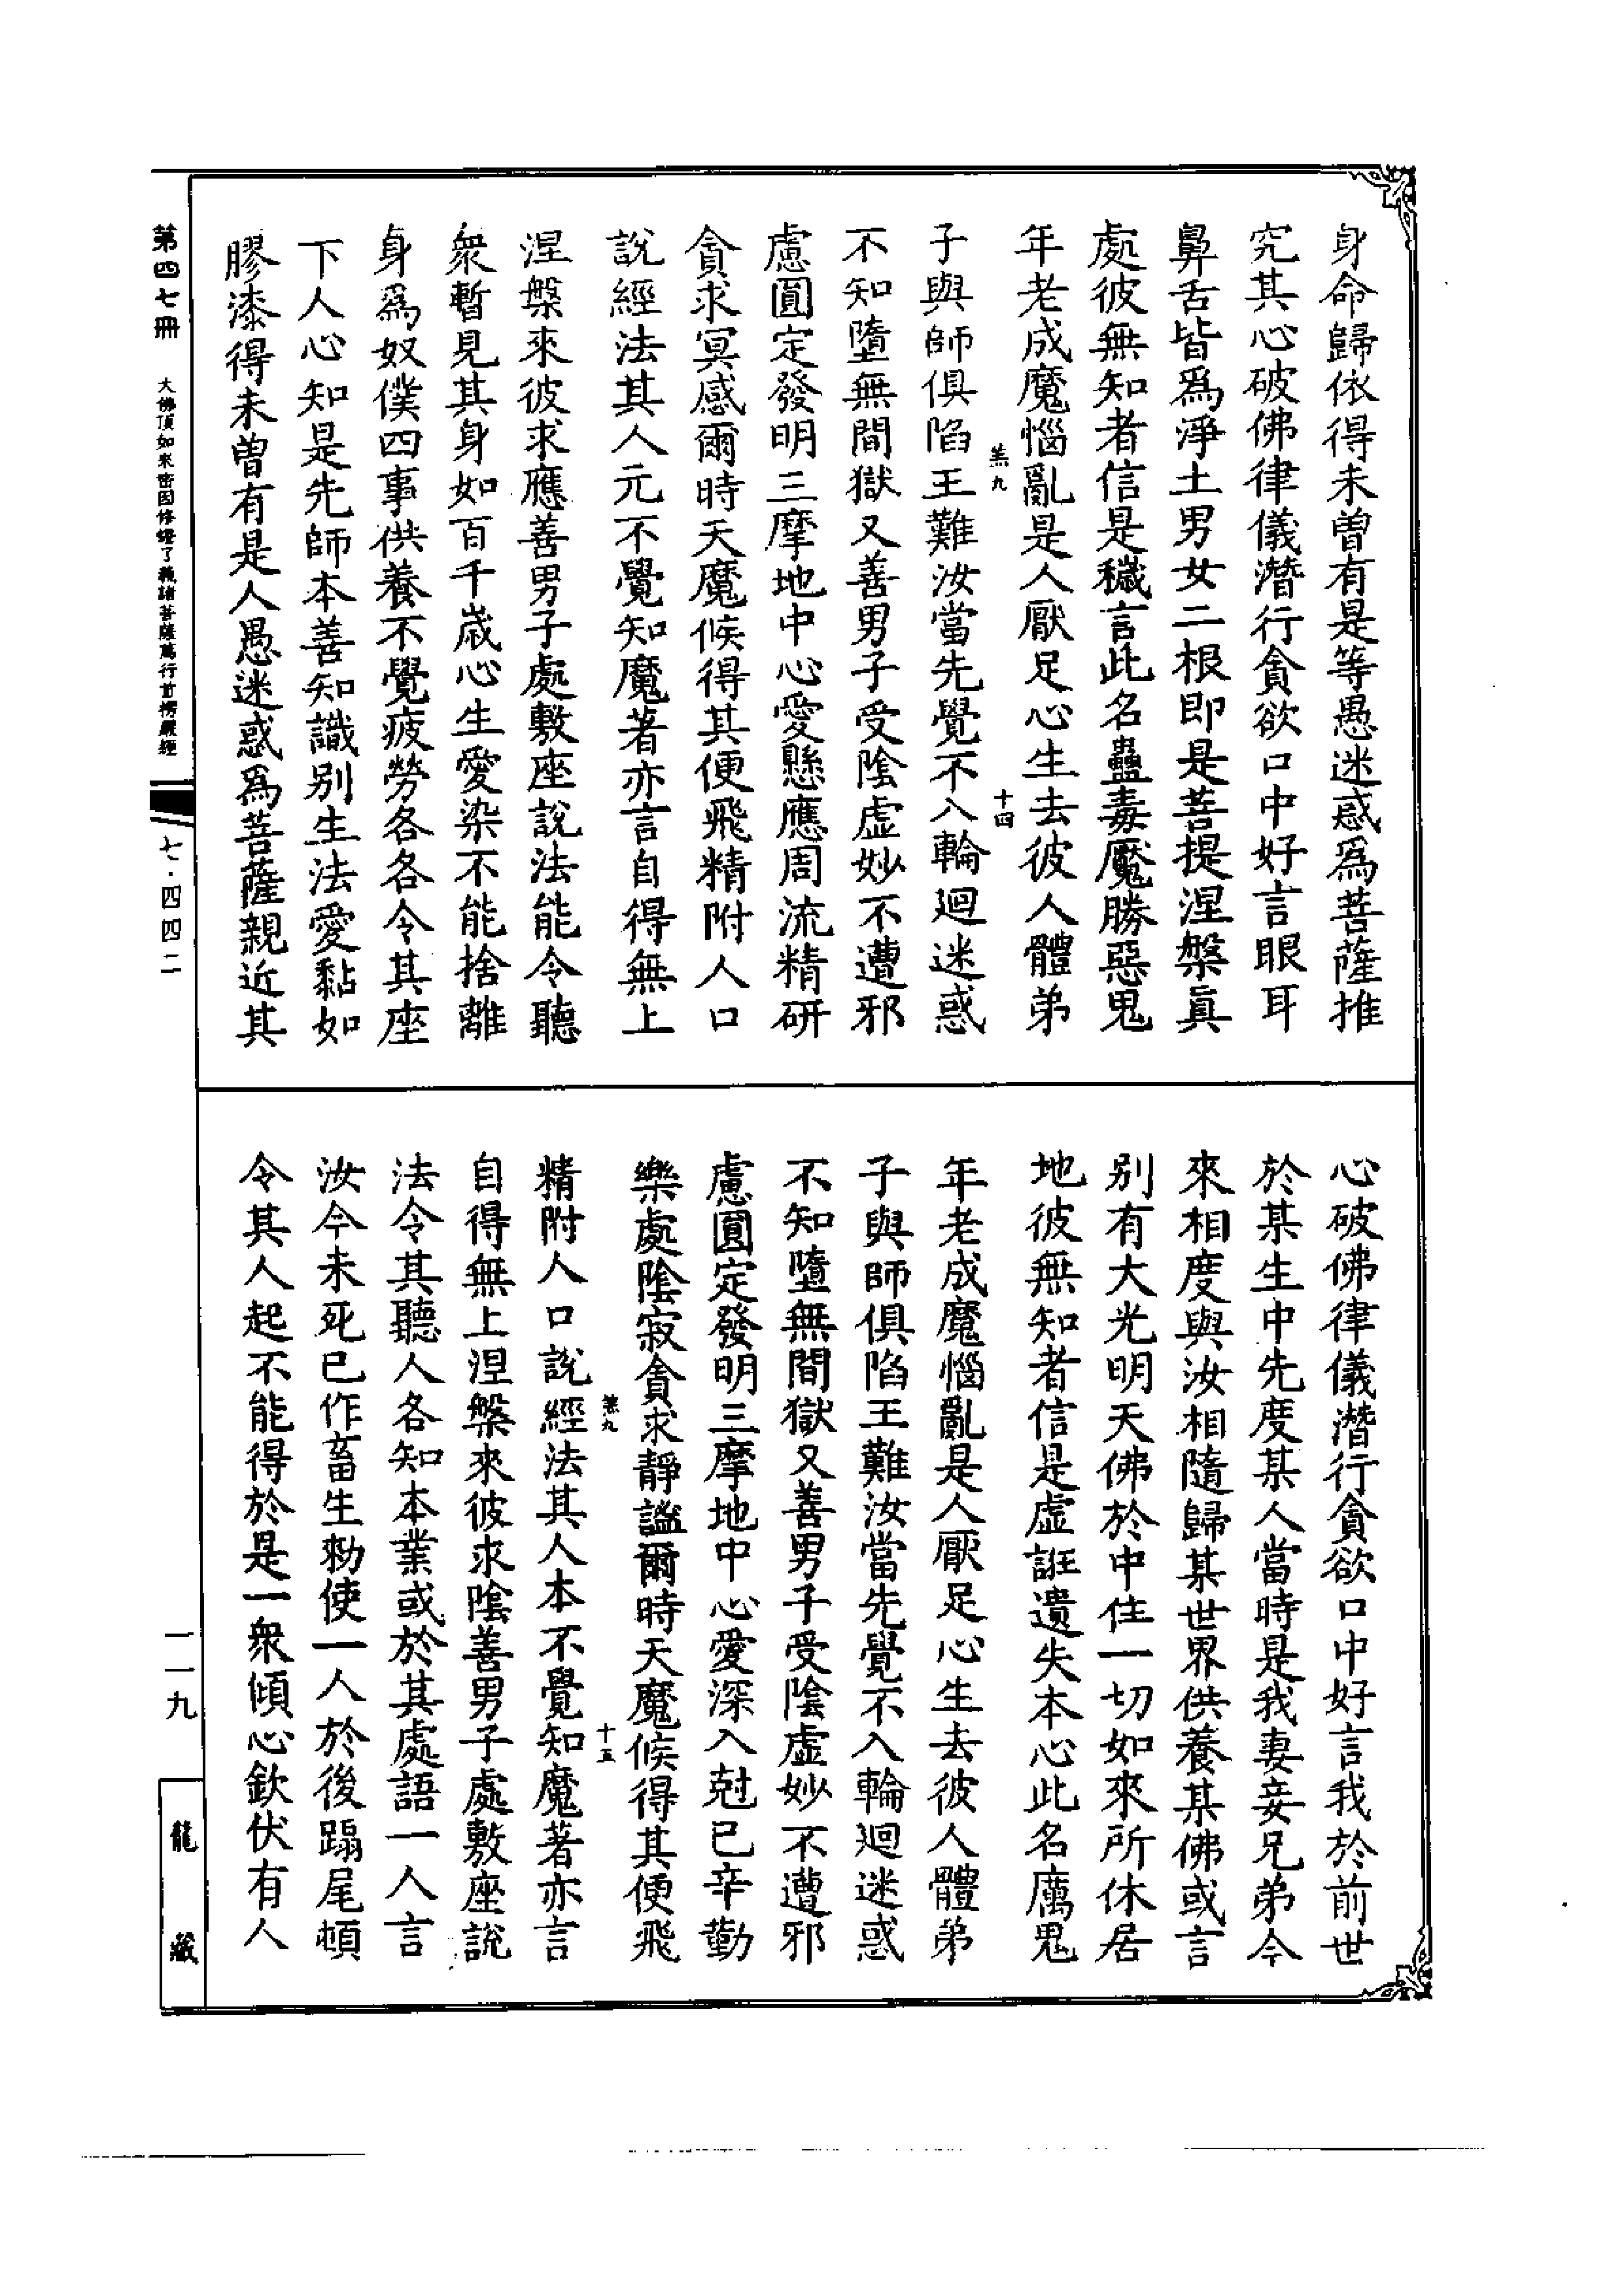 身命歸依得未曽有是等愚迷惑爲菩薩推
究其心破佛律儀潛行貪欲口中好言眼耳
鼻舌皆爲淨土男女二根即是菩提涅槃真
處彼無知者信是穢言此名蠱毒魘勝惡鬼
年老成魔惱亂是人厭足心生去彼人體弟
羔九
十四
子與師俱陷王難汝當先覺不入輪迴迷惑
不知墮無間獄又善男子受陰虛妙不遭邪
慮圓定發明三摩地中心愛懸應周流精研
貪求冥感爾時天魔候得其便飛精附人口
說經法其人元不覺知魔著亦言自得無上
涅槃來彼求應善男子處敷座說法能令聽
衆暫見其身如百千歲心生愛染不能捨離
身爲奴僕四事供養不覺疲勞各各令其座
下人心知是先師本善知識別生法愛黏如
膠漆得未曽有是人愚迷惑爲菩薩親近其
心破佛律儀潛行貪欲口中好言我於前世
於某生中先度某人當時是我妻妾兄弟今
來相度與汝相隨歸某世界供養某佛或言
別有大光明天佛於中住一切如來所休居
地彼無知者信是虛誑遺失本心此名厲鬼
年老成魔惱亂是人厭足心生去彼人體弟
子與師俱陷王難汝當先覺不入輪迴迷惑
不知墮無間獄又善男子受陰虛妙不遭邪
慮圓定發明三摩地中心愛深入尅已辛勤
樂處陰寂貪求靜謐爾時天魔候得其便飛
羔九
十五
精附人口說經法其人本不覺知魔著亦言
自得無上涅槃來彼求陰善男子處敷座說
法令其聽人各知本業或於其處語一人言
汝今未死已作畜生勑使一人於後蹋尾頓
令其人起不能得於是一衆傾心欽伏有人
第四七冊
大佛頂如來密因修證了義諸菩薩萬行首楞嚴經
七·四四二
一一九
龍藏